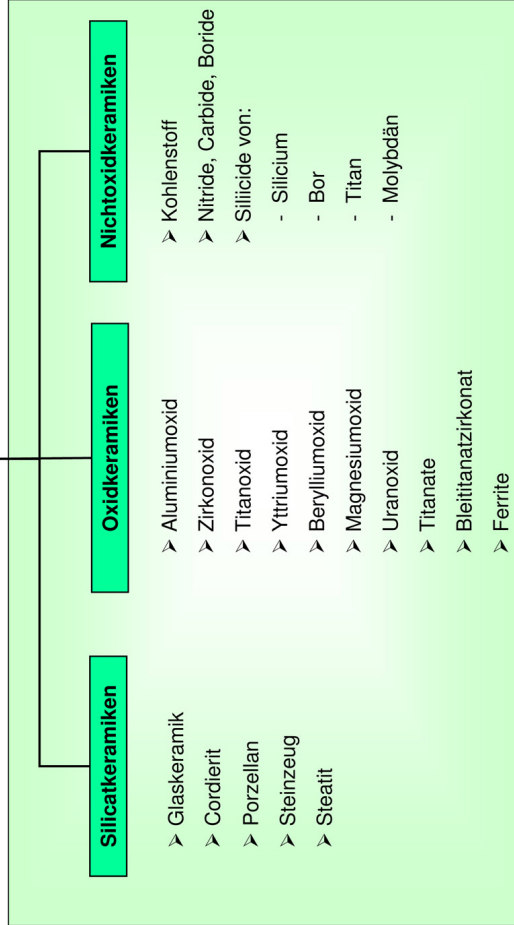 Silicatkeramiken
➢ Glaskeramik
➢ Cordierit
➢ Porzellan
➢ Steinzeug
➢ Steatit
Oxidkeramiken
➢ Aluminiumoxid
➢ Zirkonoxid
➢ Titanoxid
➢ Yttriumoxid
➢ Berylliumoxid
➢ Magnesiumoxid
➢ Uranoxid
➢ Titanate
➢ Bleititanatzirkonat
➢ Ferrite
Nichtoxidkeramiken
➢ Kohlenstoff
➢ Nitride, Carbide, Boride
➢ Siliicide von:
- Silicium
- Bor
- Titan
- Molybdän